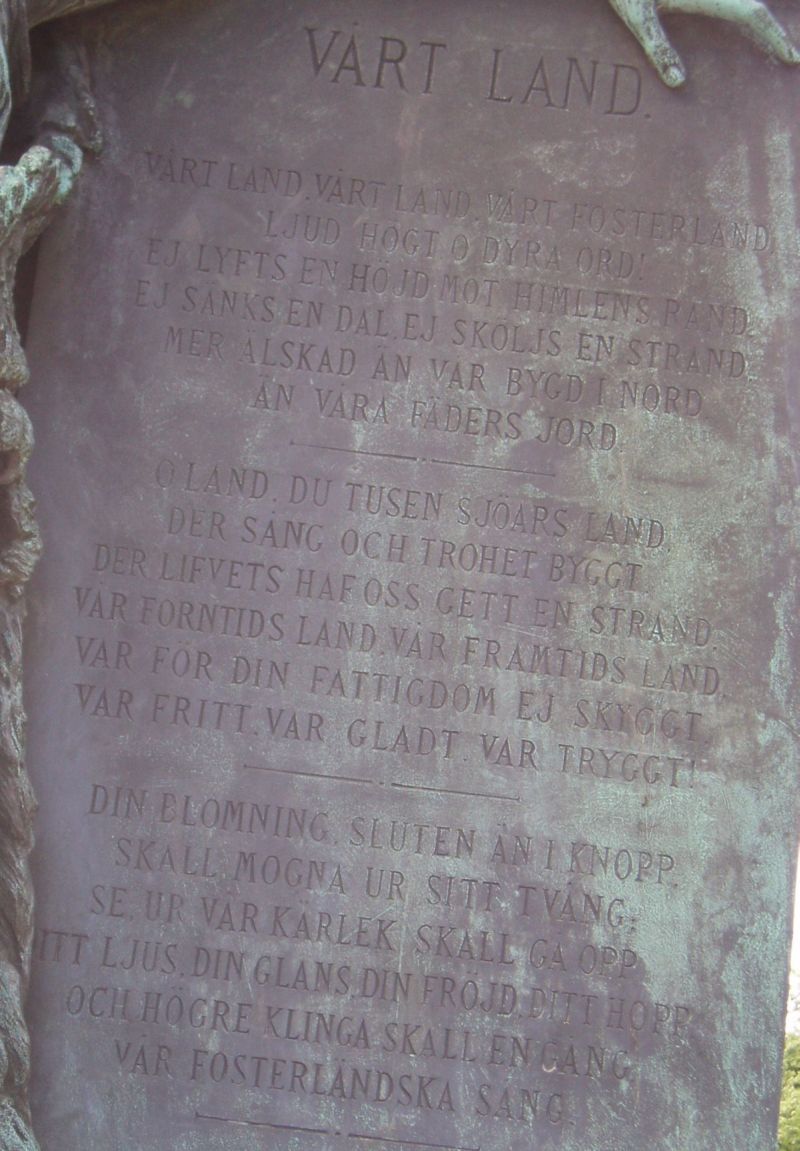 VÅRT LAND.
VÅRT LAND, VÅRT LAND, VÅRT FOSTERLAND,
LJUD HÖGT, O DYRA ORD!
EJ LYFTS EN HÖJD MOT HIMLENS RAND,
EJ SÄNKS EN DAL, EJ SKÖLJS EN STRAND,
MER ÄLSKAD ÄN VÅR BYGD I NORD,
ÄN VÅRA FÄDERS JORD.
O LAND, DU TUSEN SJÖARS LAND,
DER SÅNG OCH TROHET BYGGT,
DER LIFVETS HAF OSS GETT EN STRAND,
VÅR FORNTIDS LAND, VÅR FRAMTIDS LAND,
VAR FÖR DIN FATTIGDOM EJ SKYGGT,
VAR FRITT, VAR GLADT, VAR TRYGGT!
DIN BLOMNING, SLUTEN ÄN I KNOPP,
SKALL MOGNA UR SITT TVÅNG;
SE, UR VÅR KÄRLEK SKALL GÅ OPP
ITT LJUS, DIN GLANS, DIN FRÖJD, DITT HOPP,
OCH HÖGRE KLINGA SKALL EN GÅNG
VÅR FOSTERLÄNDSKA SÅNG.